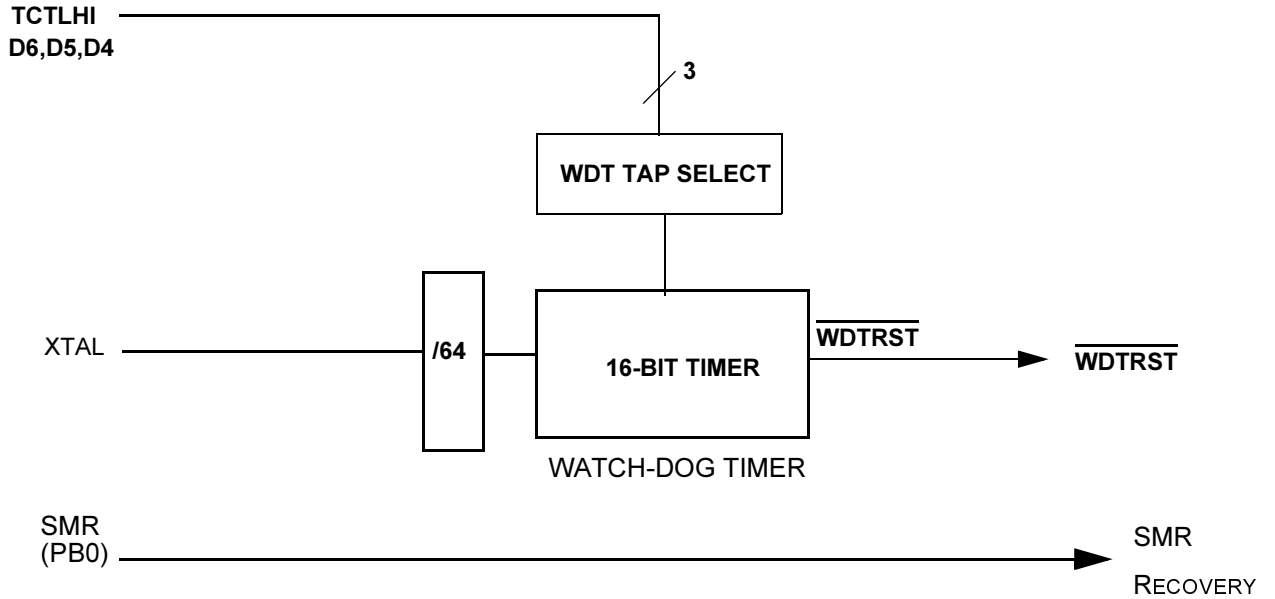 TCTLHI
D6,D5,D4
3
WDT TAP SELECT
XTAL
/64
16-BIT TIMER
WDTRST
WDTRST
WATCH-DOG TIMER
SMR
(PB0)
SMR
RECOVERY